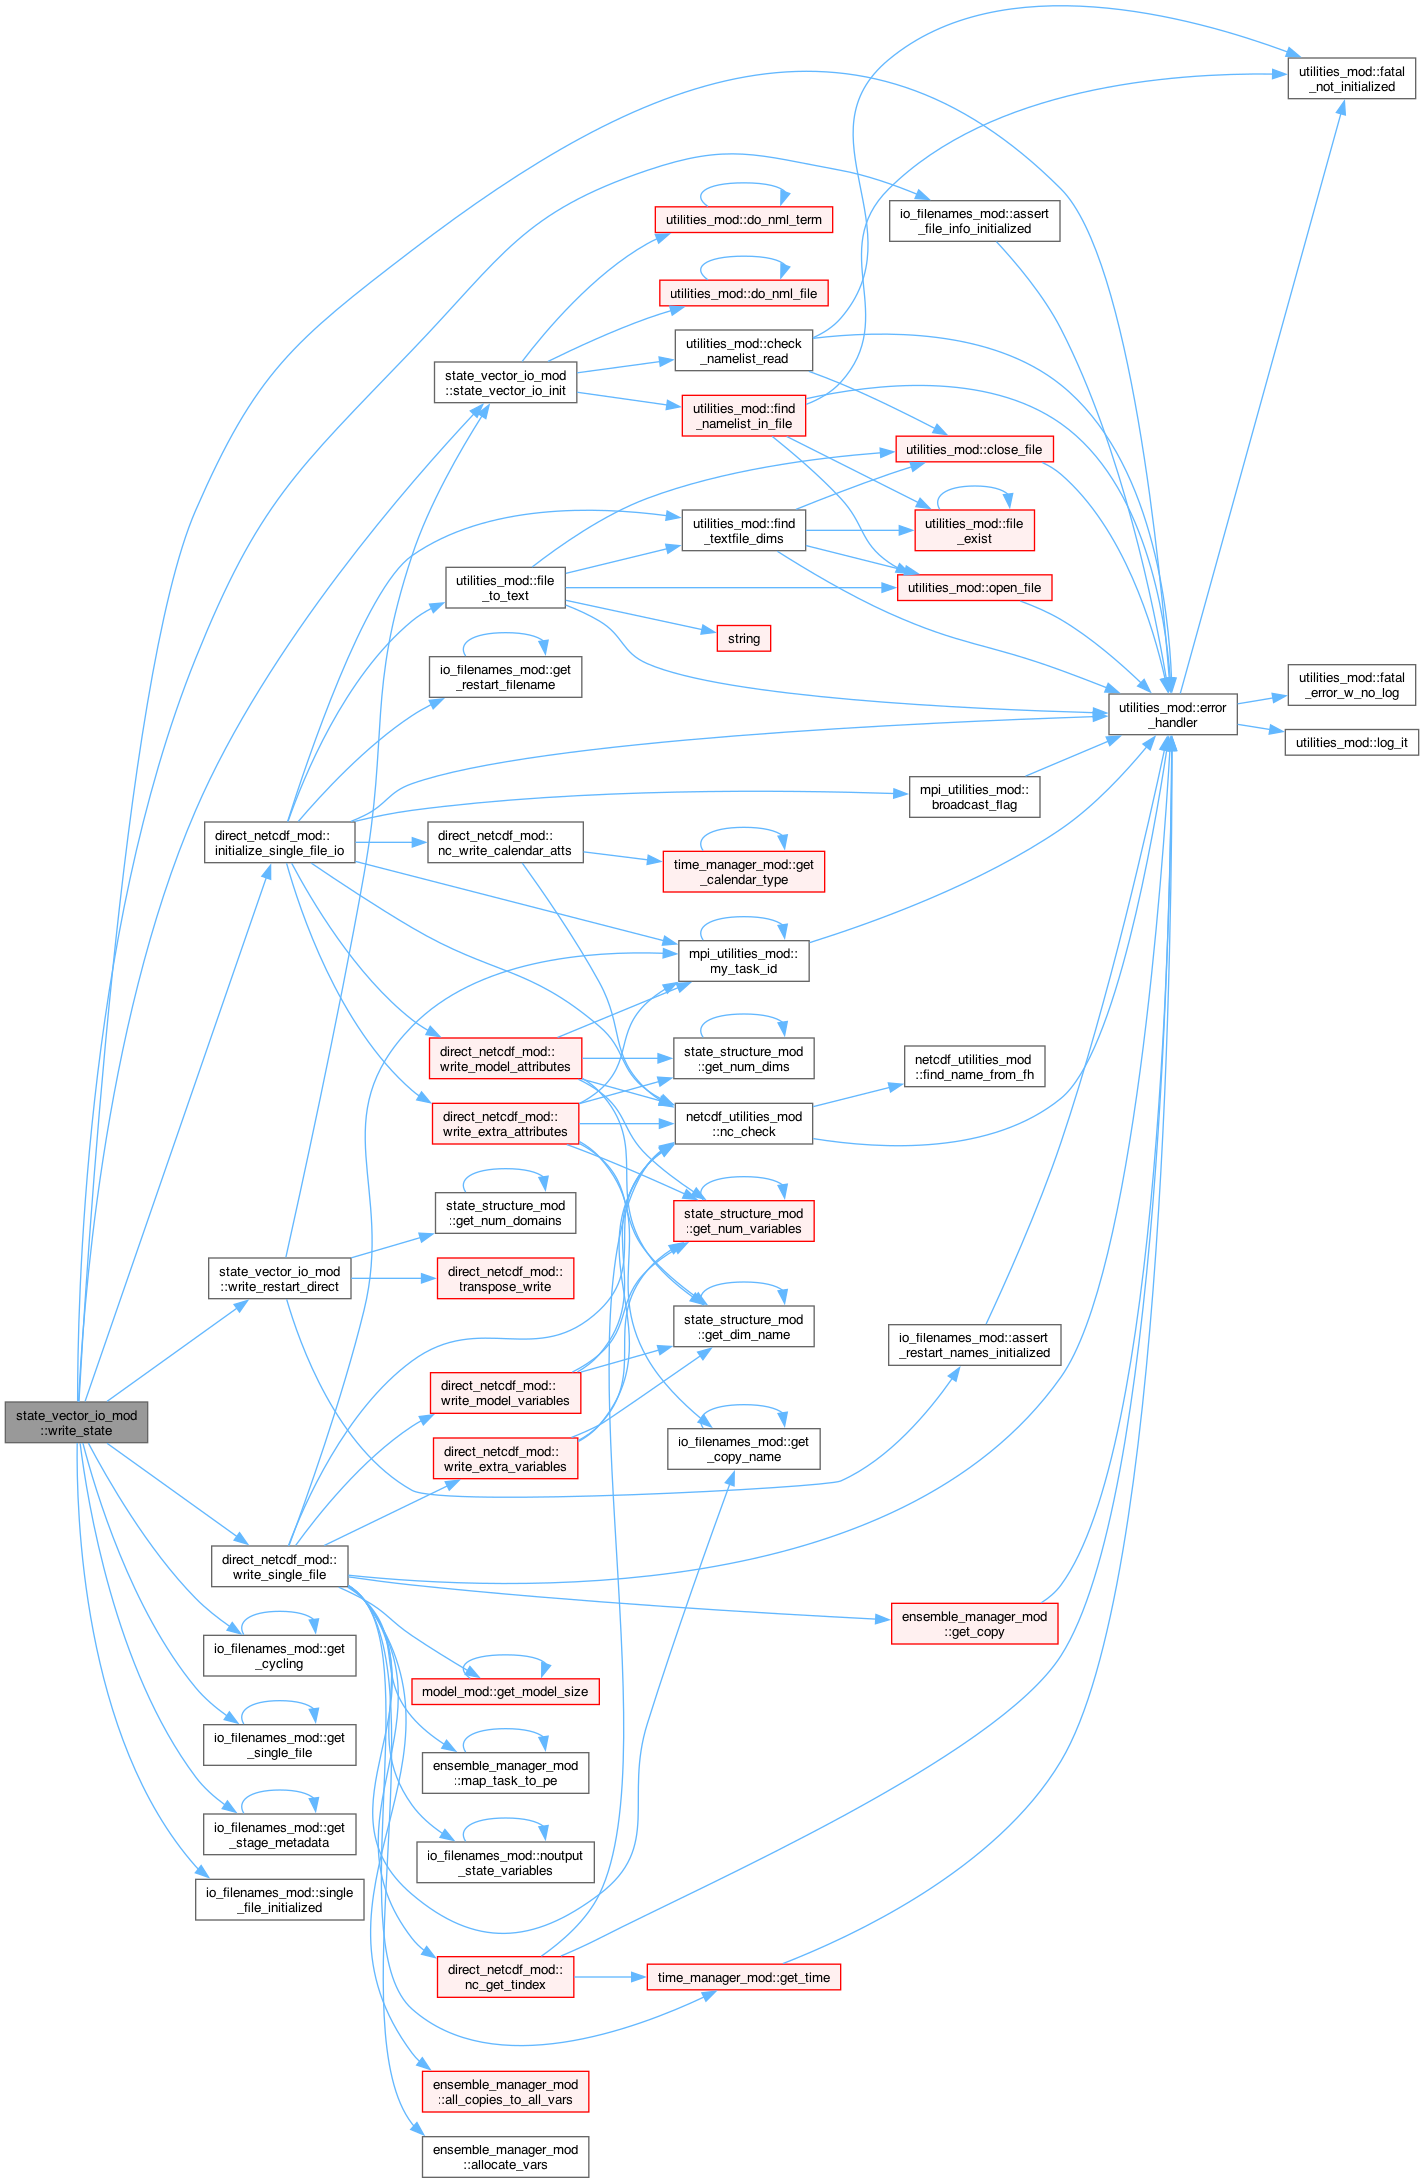 utilities_mod::fatal
_not_initialized
utilities_mod::do_nml_term
io_filenames_mod::assert
_file_info_initialized
utilities_mod::do_nml_file
utilities_mod::check
_namelist_read
state_vector_io_mod
::state_vector_io_init
utilities_mod::find
_namelist_in_file
utilities_mod::close_file
utilities_mod::find
_textfile_dims
utilities_mod::file
_exist
utilities_mod::file
_to_text
utilities_mod::open_file
string
io_filenames_mod::get
_restart_filename
utilities_mod::fatal
_error_w_no_log
utilities_mod::error
_handler
utilities_mod::log_it
mpi_utilities_mod::
broadcast_flag
direct_netcdf_mod::
initialize_single_file_io
direct_netcdf_mod::
nc_write_calendar_atts
time_manager_mod::get
_calendar_type
mpi_utilities_mod::
my_task_id
direct_netcdf_mod::
write_model_attributes
state_structure_mod
::get_num_dims
netcdf_utilities_mod
::find_name_from_fh
direct_netcdf_mod::
write_extra_attributes
netcdf_utilities_mod
::nc_check
state_structure_mod
::get_num_domains
state_structure_mod
::get_num_variables
state_vector_io_mod
::write_restart_direct
direct_netcdf_mod::
transpose_write
state_structure_mod
::get_dim_name
io_filenames_mod::assert
_restart_names_initialized
direct_netcdf_mod::
write_model_variables
state_vector_io_mod
::write_state
direct_netcdf_mod::
write_extra_variables
io_filenames_mod::get
_copy_name
direct_netcdf_mod::
write_single_file
ensemble_manager_mod
::get_copy
io_filenames_mod::get
_cycling
model_mod::get_model_size
io_filenames_mod::get
_single_file
ensemble_manager_mod
::map_task_to_pe
io_filenames_mod::get
_stage_metadata
io_filenames_mod::noutput
_state_variables
io_filenames_mod::single
_file_initialized
direct_netcdf_mod::
nc_get_tindex
time_manager_mod::get_time
ensemble_manager_mod
::all_copies_to_all_vars
ensemble_manager_mod
::allocate_vars